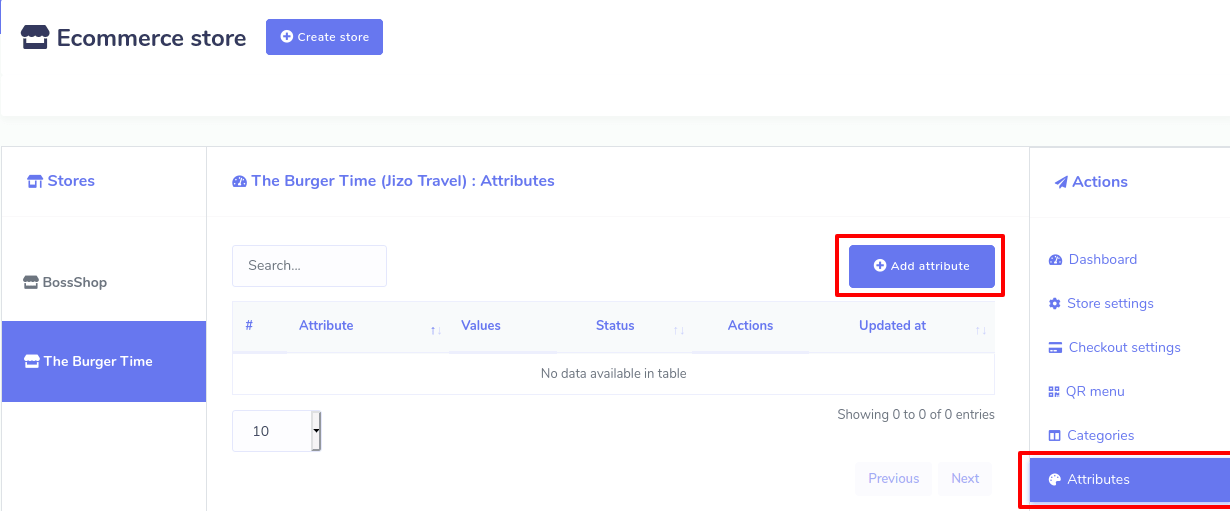 Ecommerce store
Create store
Stores
BossShop
The Burger Time
The Burger Time (Jizo Travel) : Attributes
Search...
Add attribute
# Attribute Values Status Actions Updated at
No data available in table
10
Showing 0 to 0 of 0 entries
Previous Next
Actions
Dashboard
Store settings
Checkout settings
QR menu
Categories
Attributes